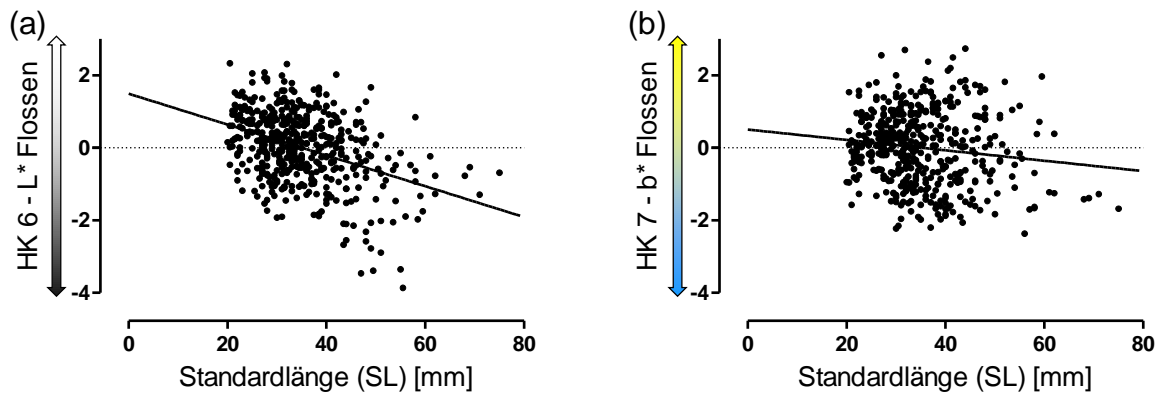 (a)
HK 6 - L* Flossen
2
0
-2
-4
0 20 40 60 80
Standardlänge (SL) [mm]
(b)
HK 7 - b* Flossen
2
0
-2
-4
0 20 40 60 80
Standardlänge (SL) [mm]